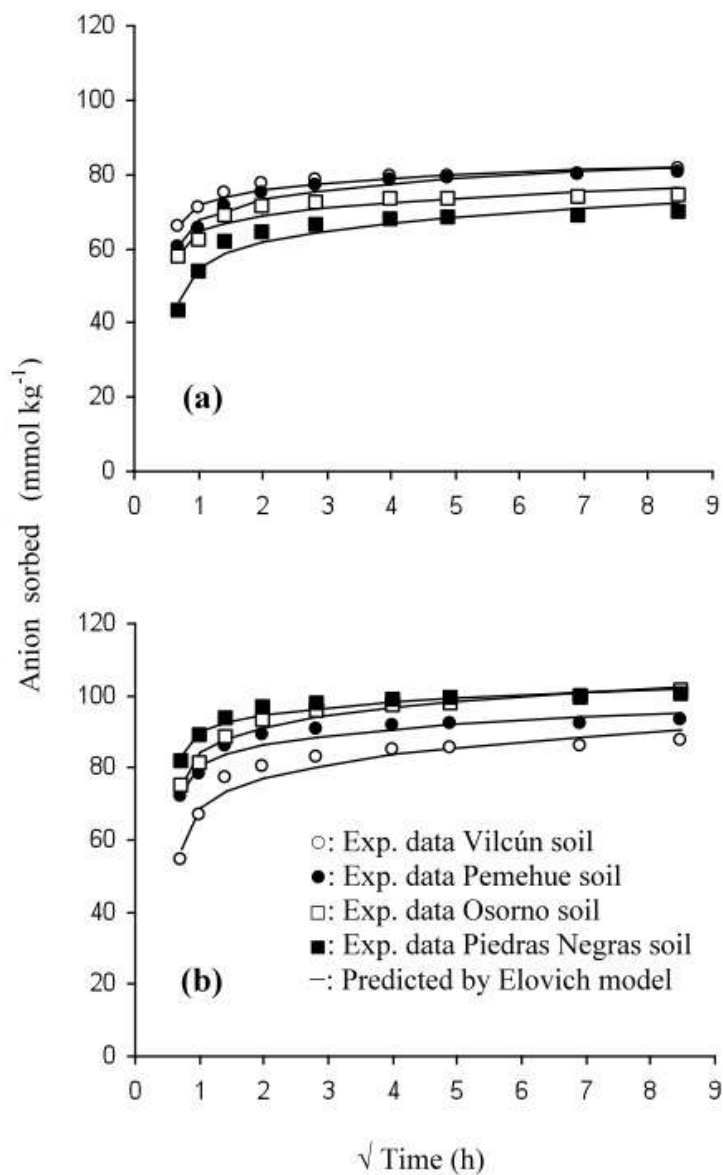 120
100
80
60
40
20
0
(a)
0 1 2 3 4 5 6 7 8 9
Anion sorbed (mmol kg⁻¹)
120
100
80
60
40
20
0
○: Exp. data Vilcún soil
●: Exp. data Pemehue soil
□: Exp. data Osorno soil
■: Exp. data Piedras Negras soil
–: Predicted by Elovich model
(b)
0 1 2 3 4 5 6 7 8 9
√ Time (h)